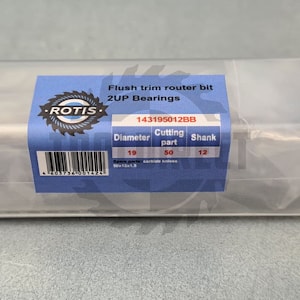 Flush trim router bit
2UP Bearings
·ROTIS·
143195012BB
Diameter Cutting part Shank
19 50 12